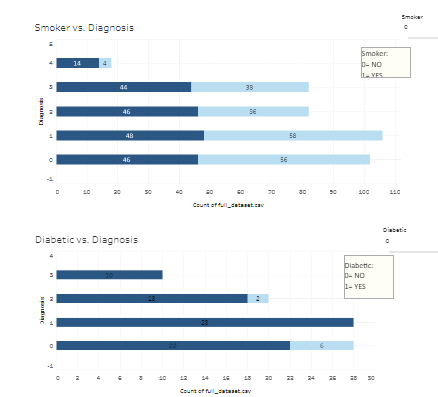 Smoker
0
Smoker vs. Diagnosis
Smoker:
0= NO
1= YES
5
4
3
2
1
0
-1
Diagnosis
14 4
44 38
46 36
48 58
46 56
0 10 20 30 40 50 60 70 80 90 100 110
Count of full_dataset.csv
Diabetic
0
Diabetic vs. Diagnosis
Diabetic:
0= NO
1= YES
4
3
2
1
0
-1
Diagnosis
10
18 2
28
22 6
0 2 4 6 8 10 12 14 16 18 20 22 24 26 28 30
Count of full_dataset.csv